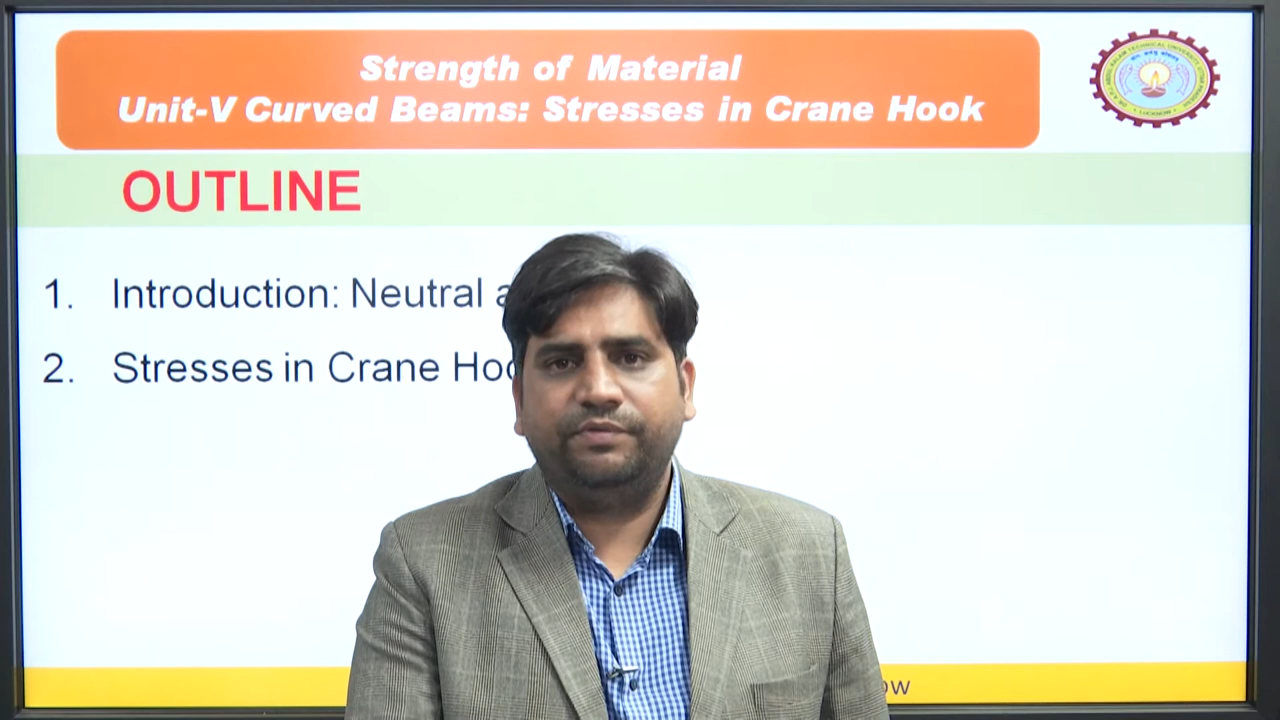 Strength of Material
Unit-V Curved Beams: Stresses in Crane Hook
OUTLINE
1. Introduction: Neutral a
2. Stresses in Crane Hoo
ow